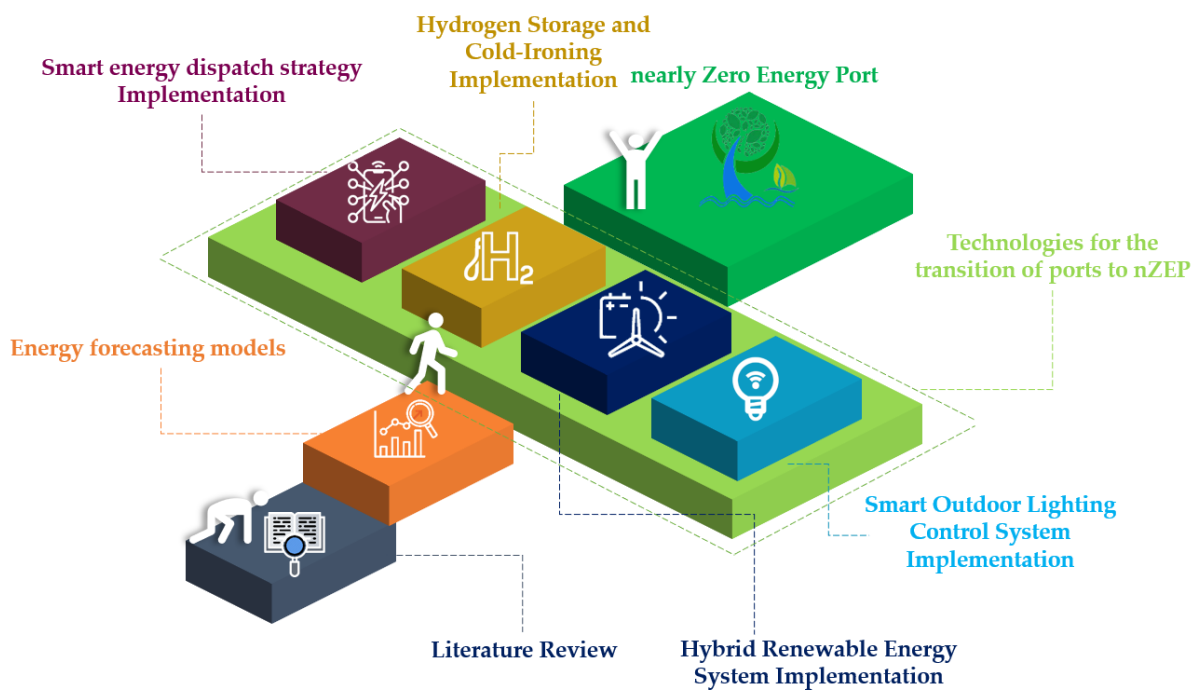 Hydrogen Storage and
Cold-Ironing
Implementation
Smart energy dispatch strategy
Implementation
nearly Zero Energy Port
H2
Technologies for the
transition of ports to nZEP
Energy forecasting models
Smart Outdoor Lighting
Control System
Implementation
Literature Review
Hybrid Renewable Energy
System Implementation